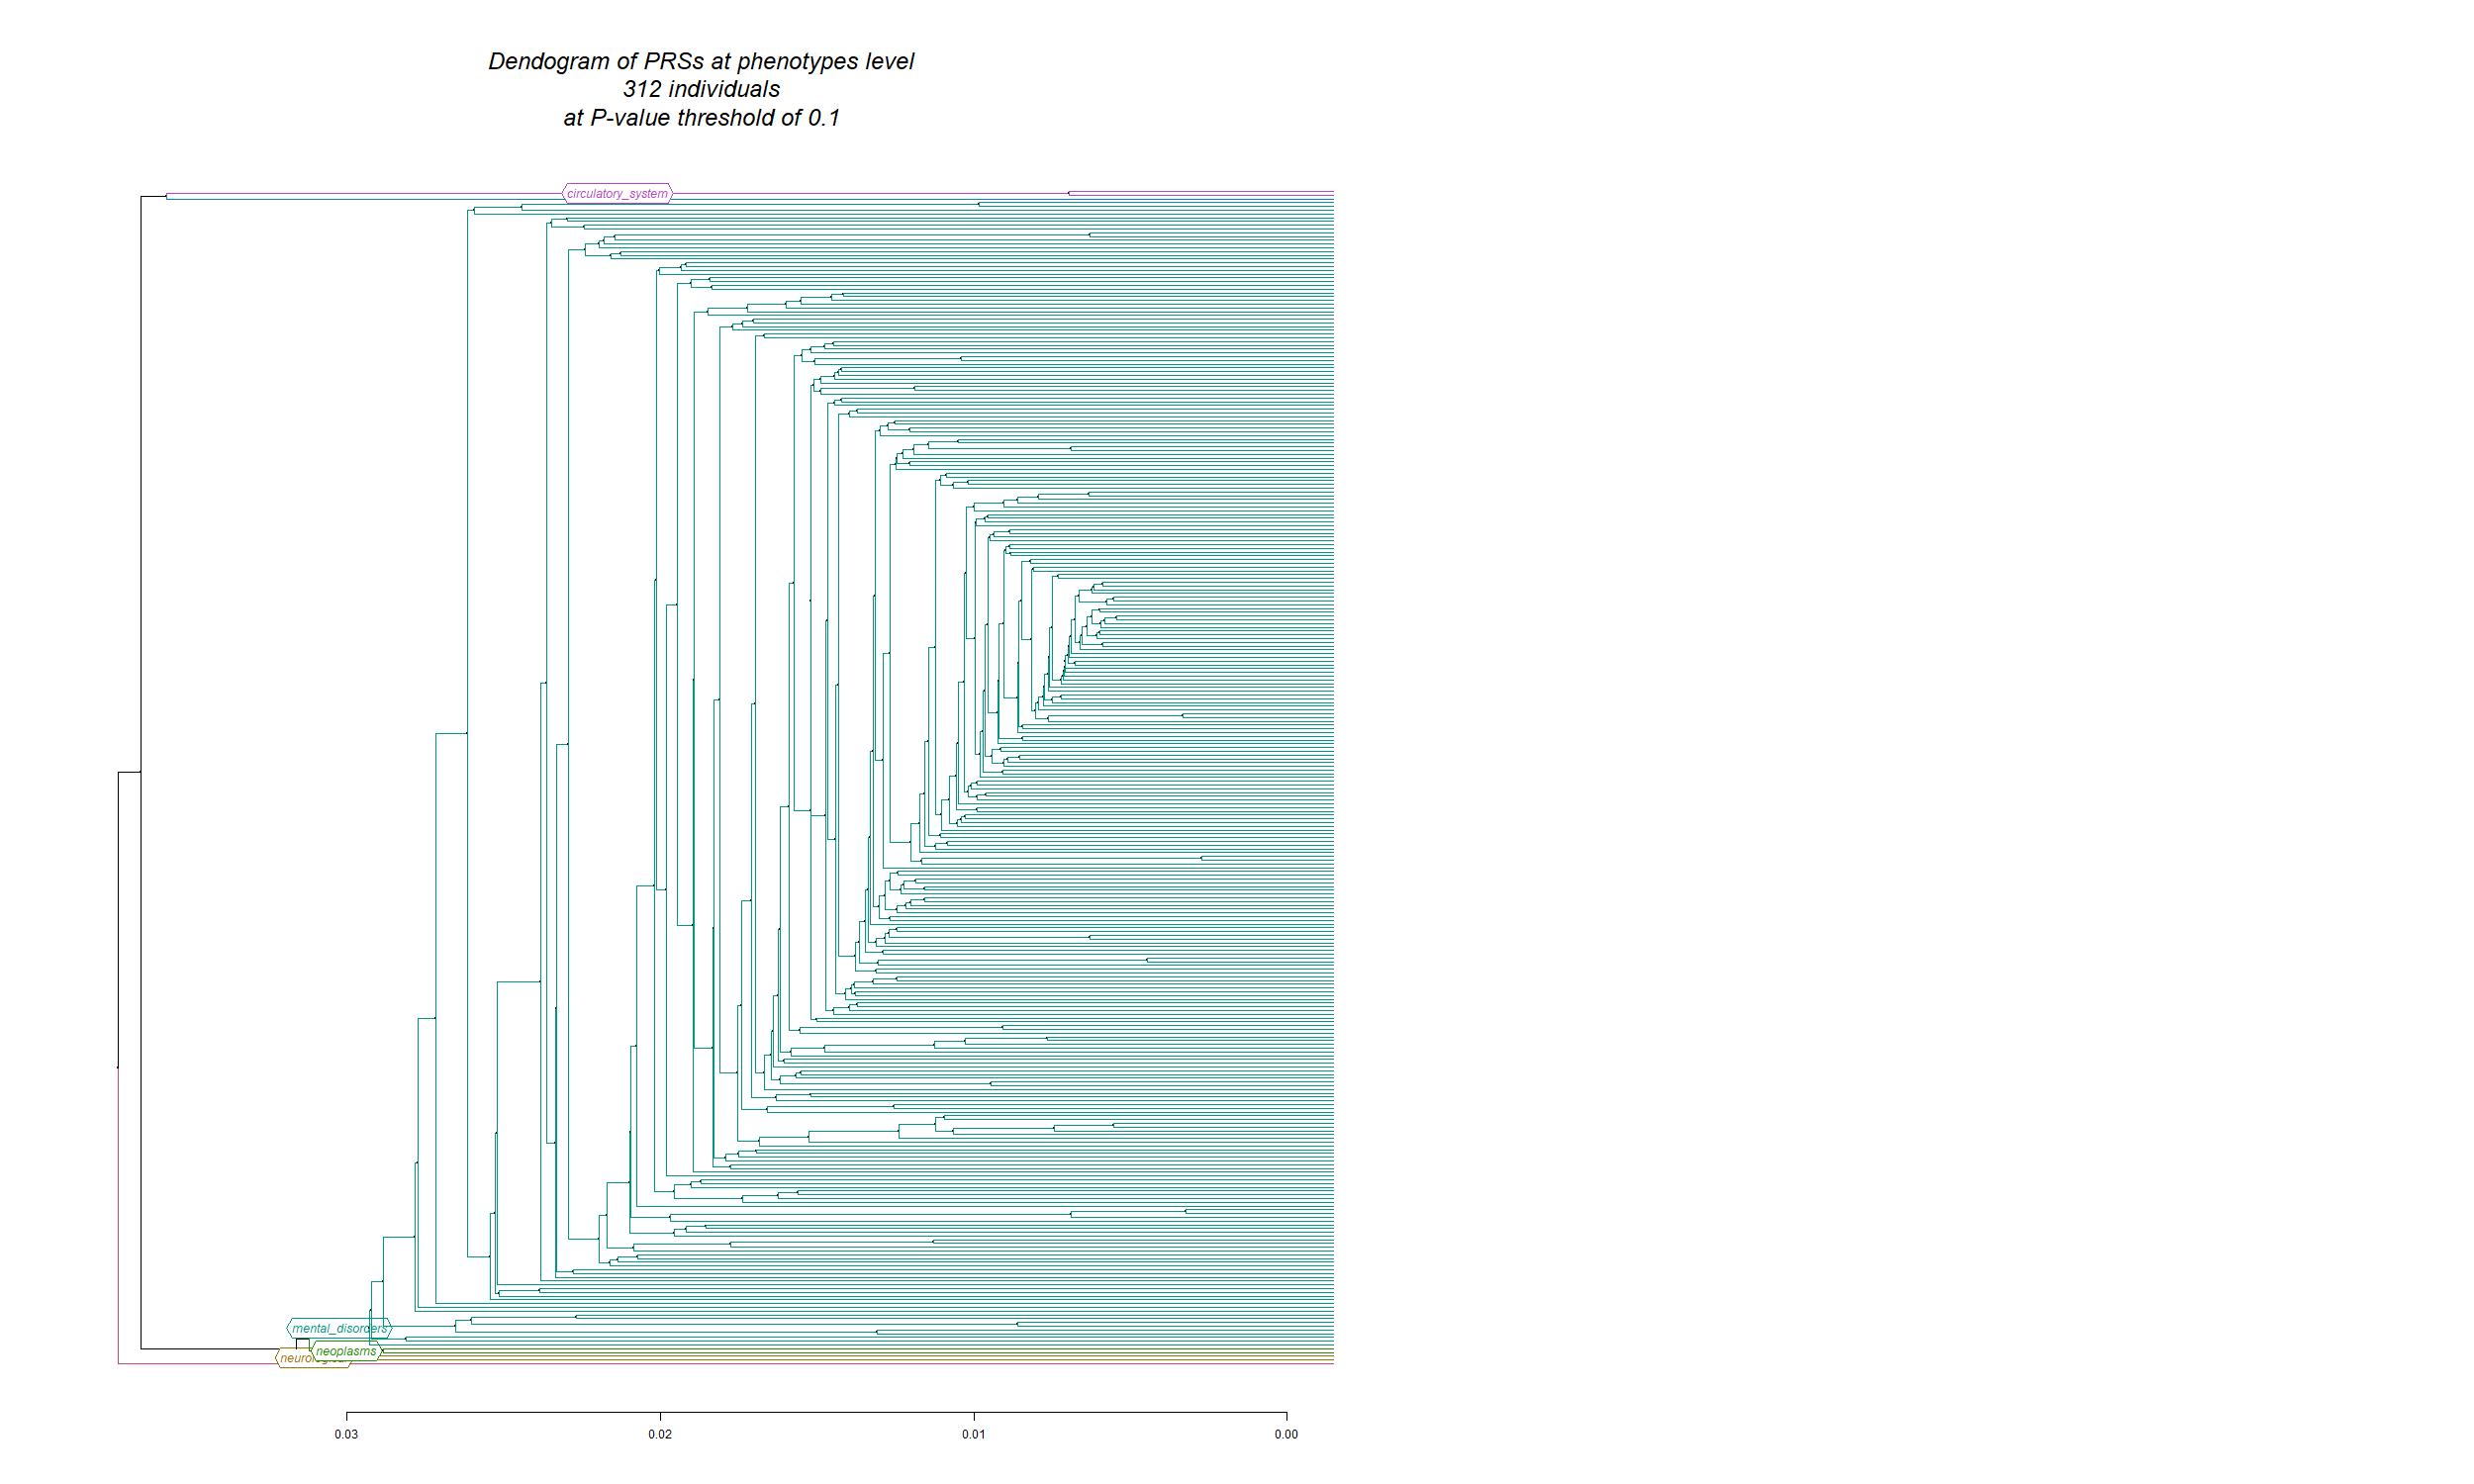 Dendogram of PRSs at phenotypes level
312 individuals
at P-value threshold of 0.1
circulatory_system
mental_disorders
neoplasms
0.03 0.02 0.01 0.00